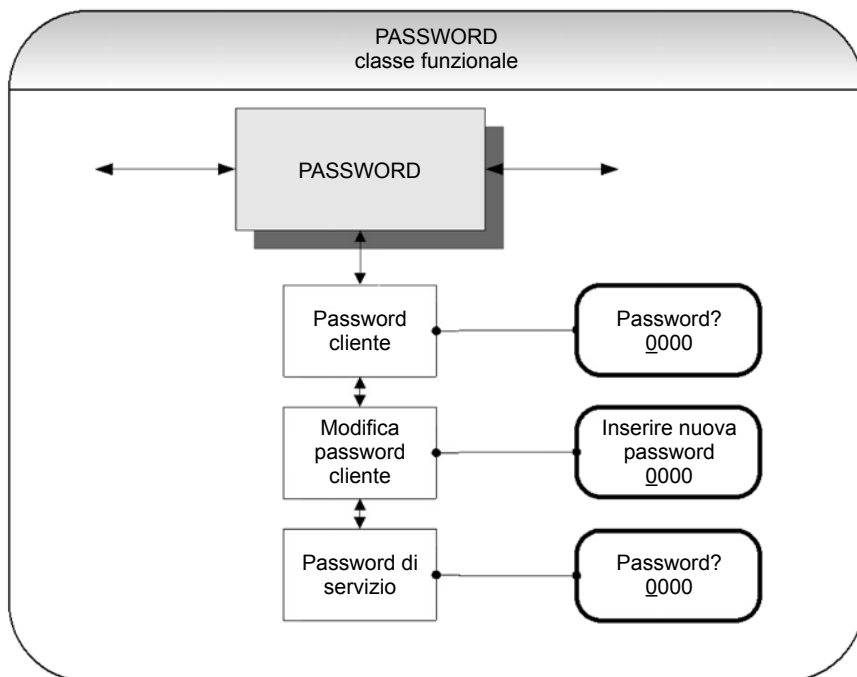 PASSWORD
classe funzionale
PASSWORD
Password
cliente
Password?
0000
Modifica
password
cliente
Inserire nuova
password
0000
Password di
servizio
Password?
0000